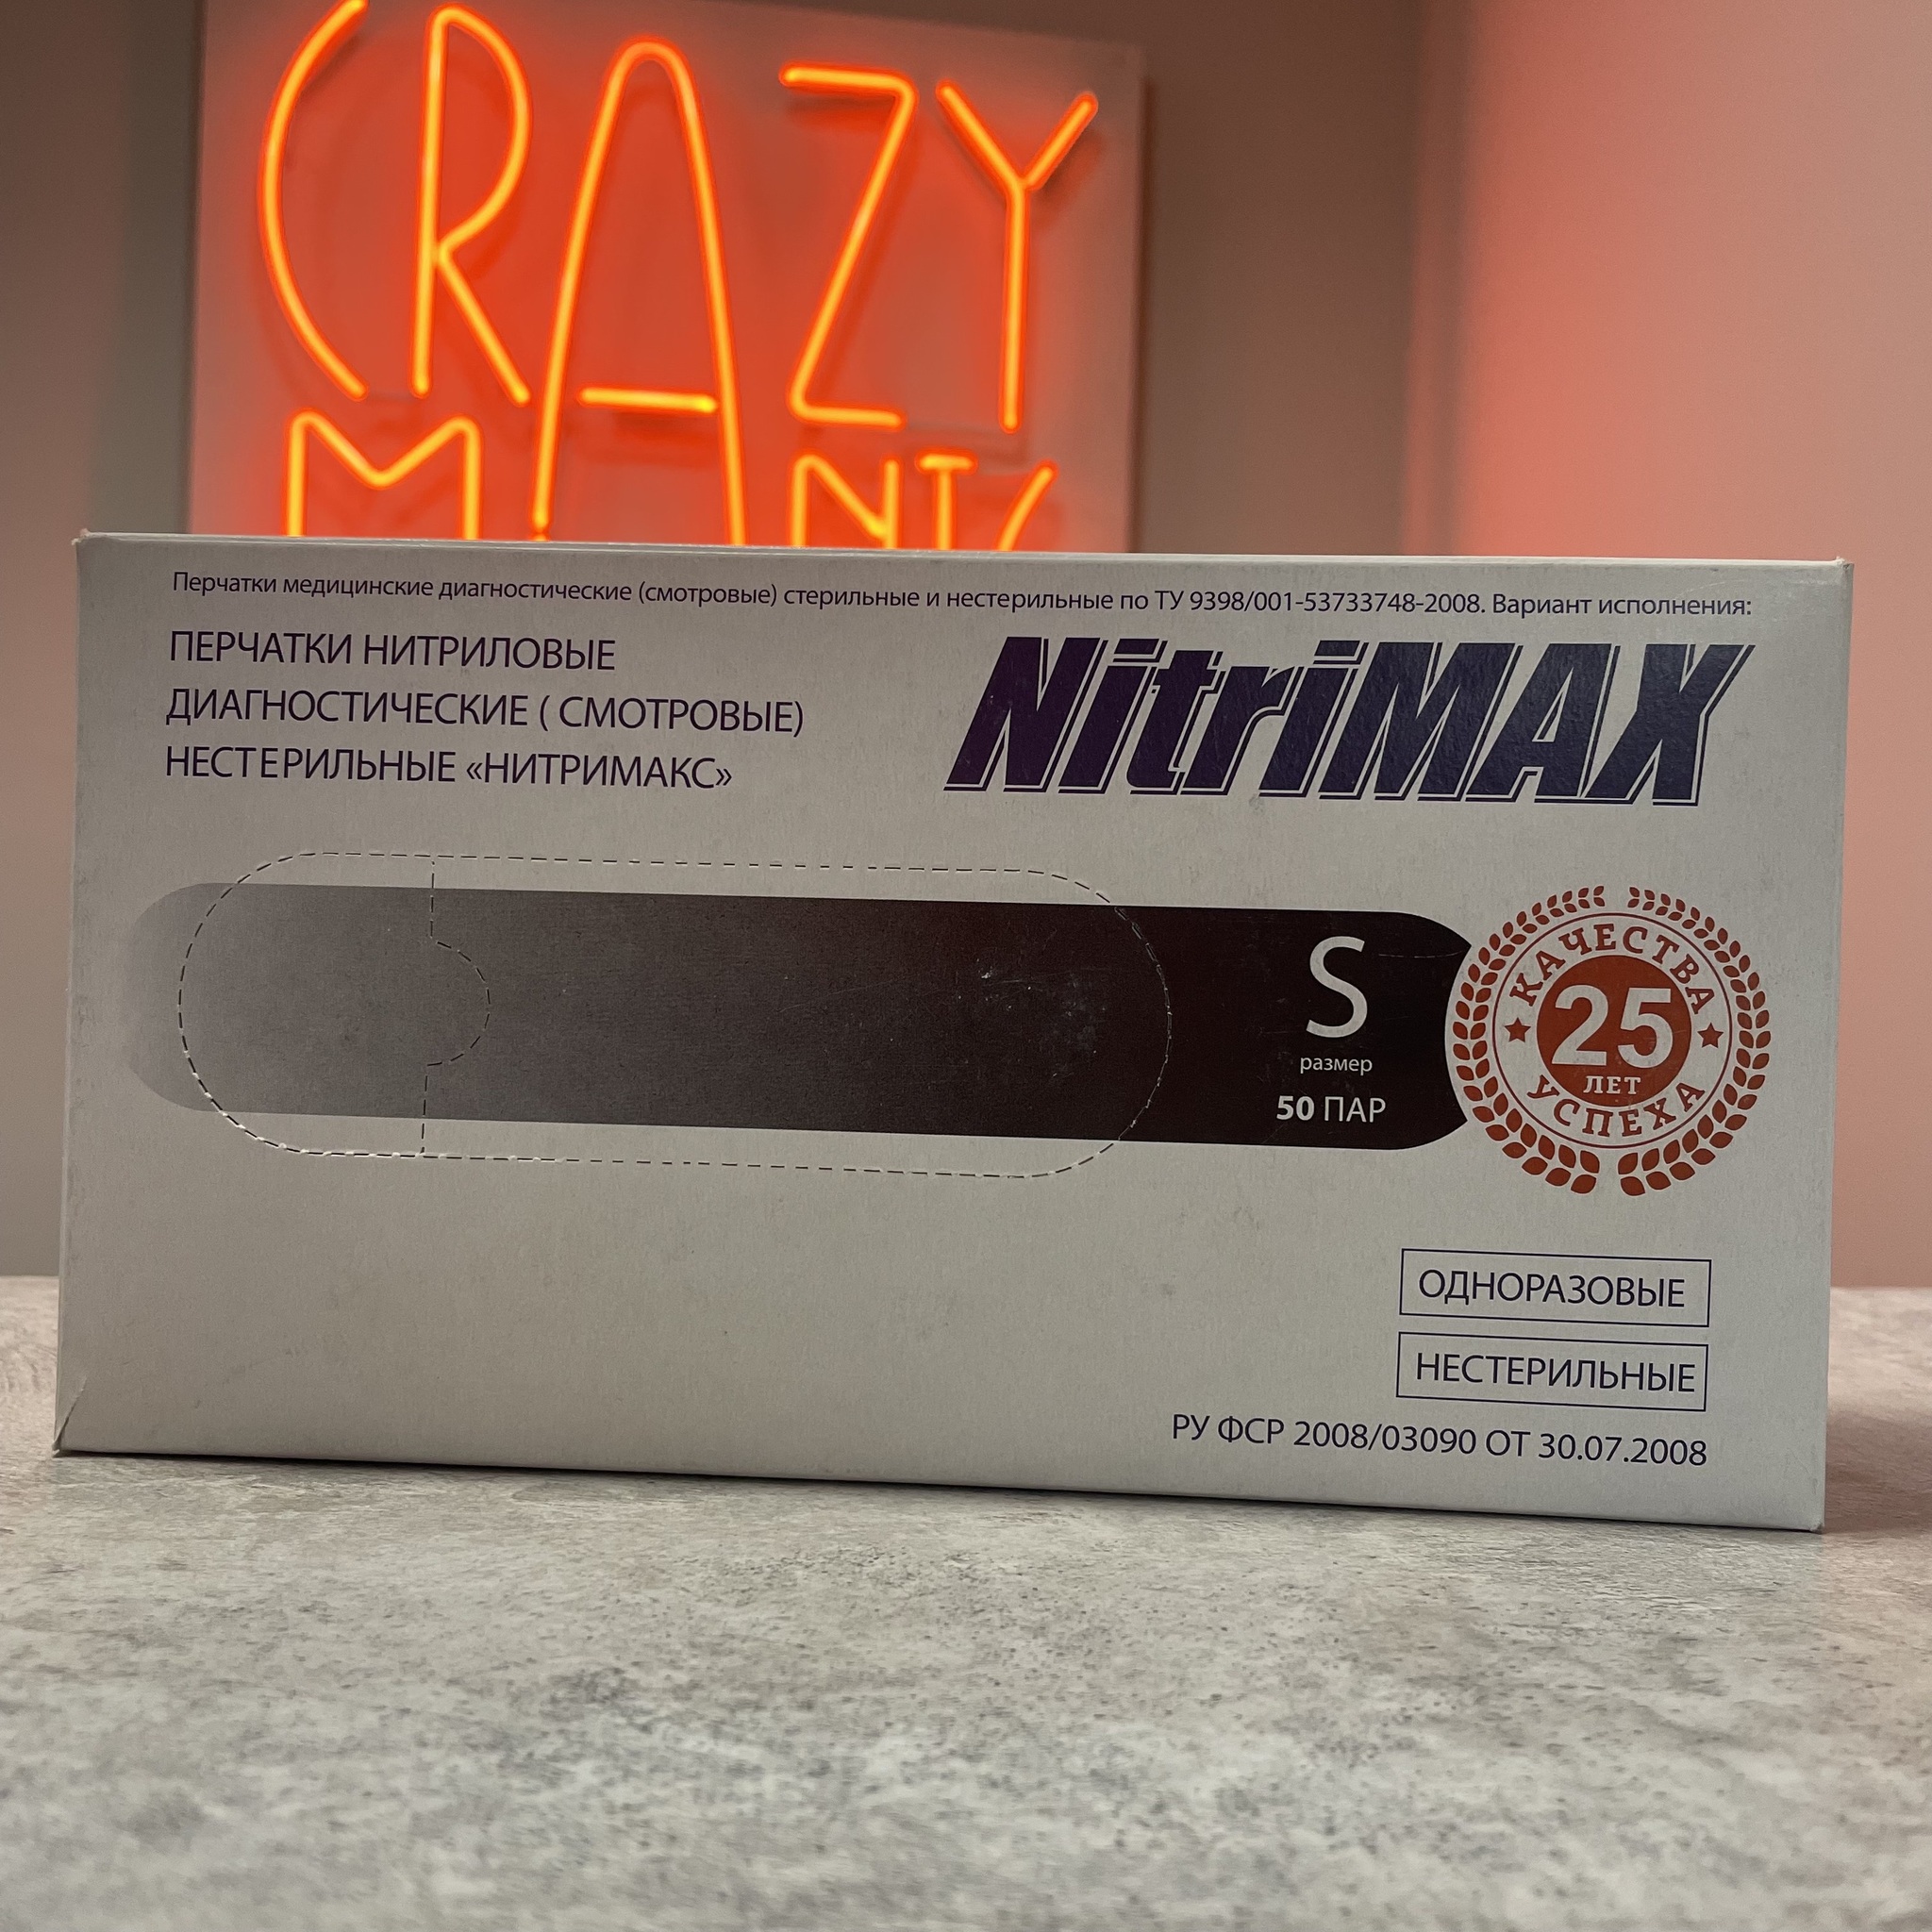 CRAZY
Перчатки медицинские диагностические (смотровые) стерильные и нестерильные по ТУ 9398/001-53733748-2008. Вариант исполнения:
ПЕРЧАТКИ НИТРИЛОВЫЕ
ДИАГНОСТИЧЕСКИЕ ( СМОТРОВЫЕ)
НЕСТЕРИЛЬНЫЕ «НИТРИМАКС»
NitriMAX
S
размер
50 ПАР
КАЧЕСТВА
25
ЛЕТ
УСПЕХА
ОДНОРАЗОВЫЕ
НЕСТЕРИЛЬНЫЕ
РУ ФСР 2008/03090 ОТ 30.07.2008